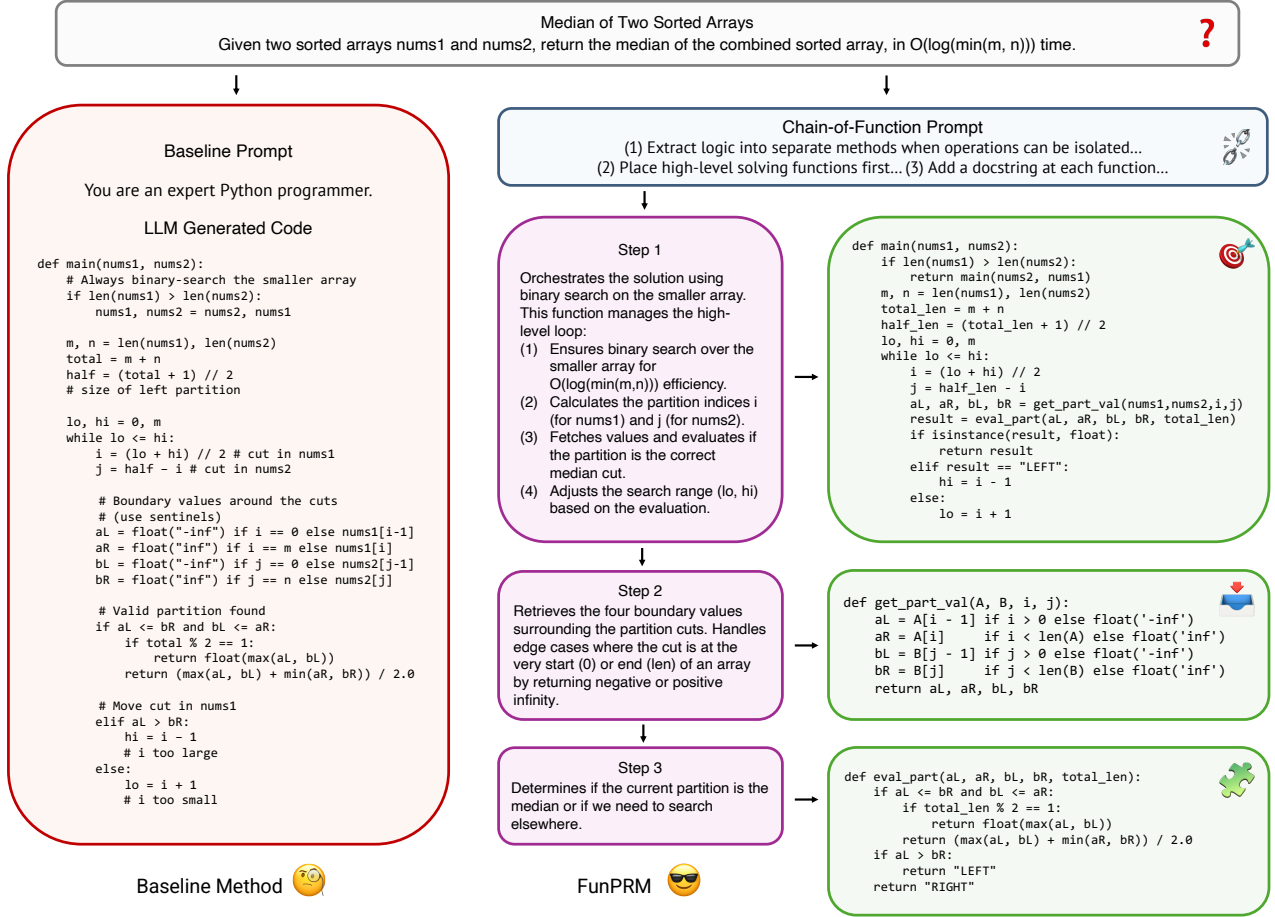 Median of Two Sorted Arrays
Given two sorted arrays nums1 and nums2, return the median of the combined sorted array, in O(log(min(m, n))) time.
?
Baseline Prompt
You are an expert Python programmer.
LLM Generated Code
def main(nums1, nums2):
    # Always binary-search the smaller array
    if len(nums1) > len(nums2):
        nums1, nums2 = nums2, nums1
    m, n = len(nums1), len(nums2)
    total = m + n
    half = (total + 1) // 2
    # size of left partition
    lo, hi = 0, m
    while lo <= hi:
        i = (lo + hi) // 2 # cut in nums1
        j = half – i # cut in nums2
        # Boundary values around the cuts
        # (use sentinels)
        aL = float("-inf") if i == 0 else nums1[i-1]
        aR = float("inf") if i == m else nums1[i]
        bL = float("-inf") if j == 0 else nums2[j-1]
        bR = float("inf") if j == n else nums2[j]
        # Valid partition found
        if aL <= bR and bL <= aR:
            if total % 2 == 1:
                return float(max(aL, bL))
            return (max(aL, bL) + min(aR, bR)) / 2.0
        # Move cut in nums1
        elif aL > bR:
            hi = i – 1
            # i too large
        else:
            lo = i + 1
            # i too small
Baseline Method
Chain-of-Function Prompt
(1) Extract logic into separate methods when operations can be isolated...
(2) Place high-level solving functions first... (3) Add a docstring at each function...
Step 1
Orchestrates the solution using
binary search on the smaller array.
This function manages the high-
level loop:
(1) Ensures binary search over the
smaller array for
O(log(min(m,n))) efficiency.
(2) Calculates the partition indices i
(for nums1) and j (for nums2).
(3) Fetches values and evaluates if
the partition is the correct
median cut.
(4) Adjusts the search range (lo, hi)
based on the evaluation.
def main(nums1, nums2):
    if len(nums1) > len(nums2):
        return main(nums2, nums1)
    m, n = len(nums1), len(nums2)
    total_len = m + n
    half_len = (total_len + 1) // 2
    lo, hi = 0, m
    while lo <= hi:
        i = (lo + hi) // 2
        j = half_len - i
        aL, aR, bL, bR = get_part_val(nums1,nums2,i,j)
        result = eval_part(aL, aR, bL, bR, total_len)
        if isinstance(result, float):
            return result
        elif result == "LEFT":
            hi = i - 1
        else:
            lo = i + 1
Step 2
Retrieves the four boundary values
surrounding the partition cuts. Handles
edge cases where the cut is at the
very start (0) or end (len) of an array
by returning negative or positive
infinity.
def get_part_val(A, B, i, j):
    aL = A[i - 1] if i > 0 else float('-inf')
    aR = A[i]     if i < len(A) else float('inf')
    bL = B[j - 1] if j > 0 else float('-inf')
    bR = B[j]     if j < len(B) else float('inf')
    return aL, aR, bL, bR
Step 3
Determines if the current partition is the
median or if we need to search
elsewhere.
def eval_part(aL, aR, bL, bR, total_len):
    if aL <= bR and bL <= aR:
        if total_len % 2 == 1:
            return float(max(aL, bL))
        return (max(aL, bL) + min(aR, bR)) / 2.0
    if aL > bR:
        return "LEFT"
    return "RIGHT"
FunPRM